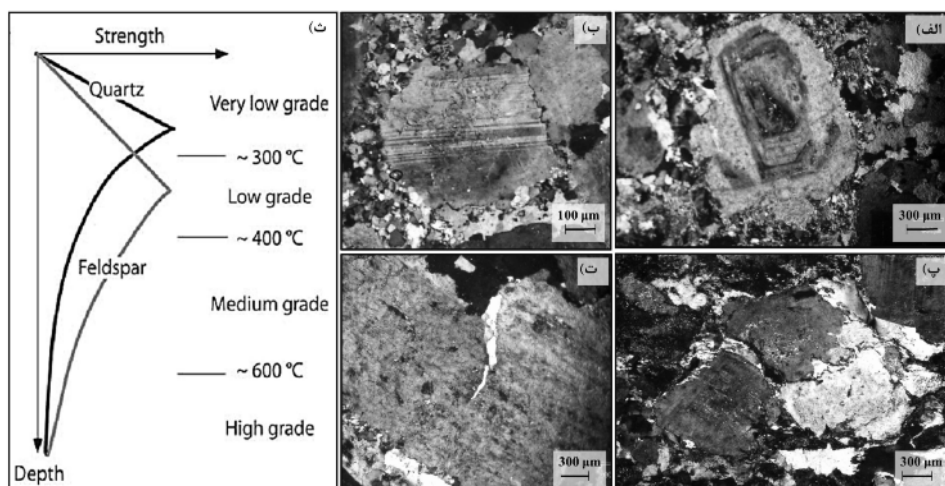 الف)
300 µm
ب)
100 µm
پ)
300 µm
ت)
300 µm
ث)
Strength
Quartz
Very low grade
~ 300 °C
Low grade
~ 400 °C
Feldspar
Medium grade
~ 600 °C
High grade
Depth